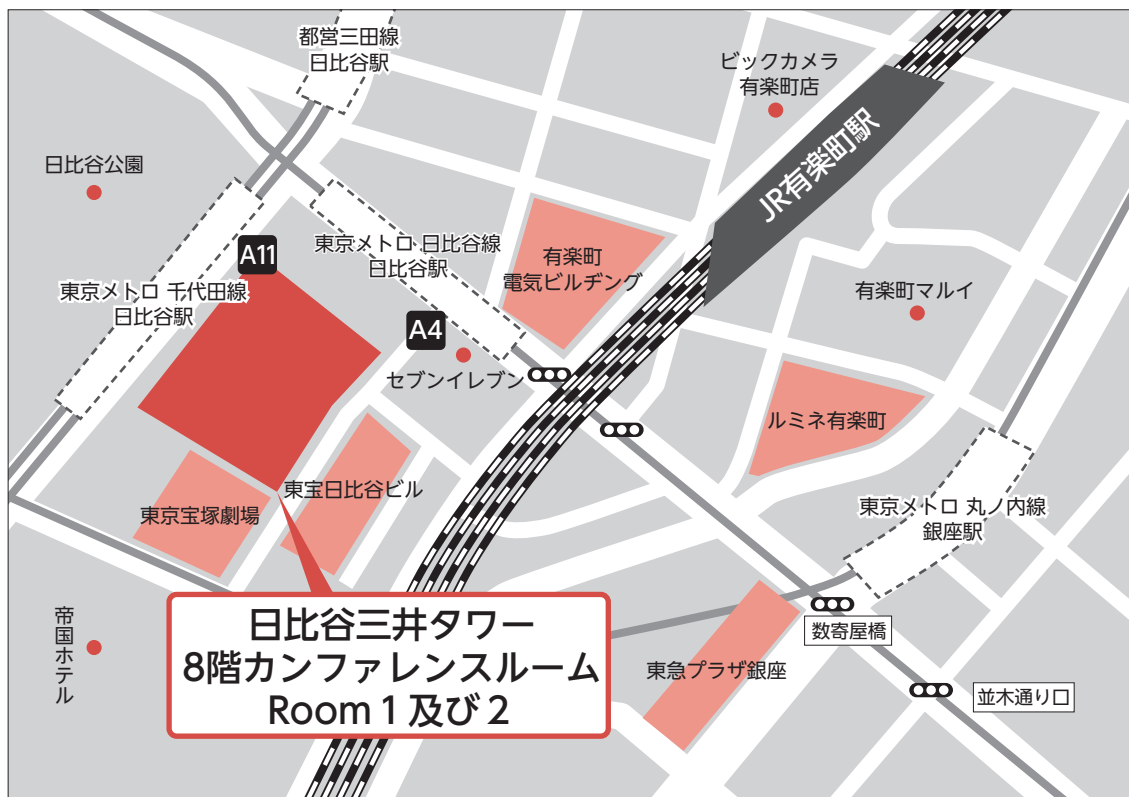 都営三田線
日比谷駅
ビックカメラ
有楽町店
JR有楽町駅
日比谷公園
A11
東京メトロ 日比谷線
日比谷駅
有楽町
電気ビルヂング
東京メトロ 千代田線
日比谷駅
有楽町マルイ
A4
セブンイレブン
ルミネ有楽町
東宝日比谷ビル
東京宝塚劇場
東京メトロ 丸ノ内線
銀座駅
帝国ホテル
日比谷三井タワー
8階カンファレンスルーム
Room 1 及び 2
数寄屋橋
東急プラザ銀座
並木通り口